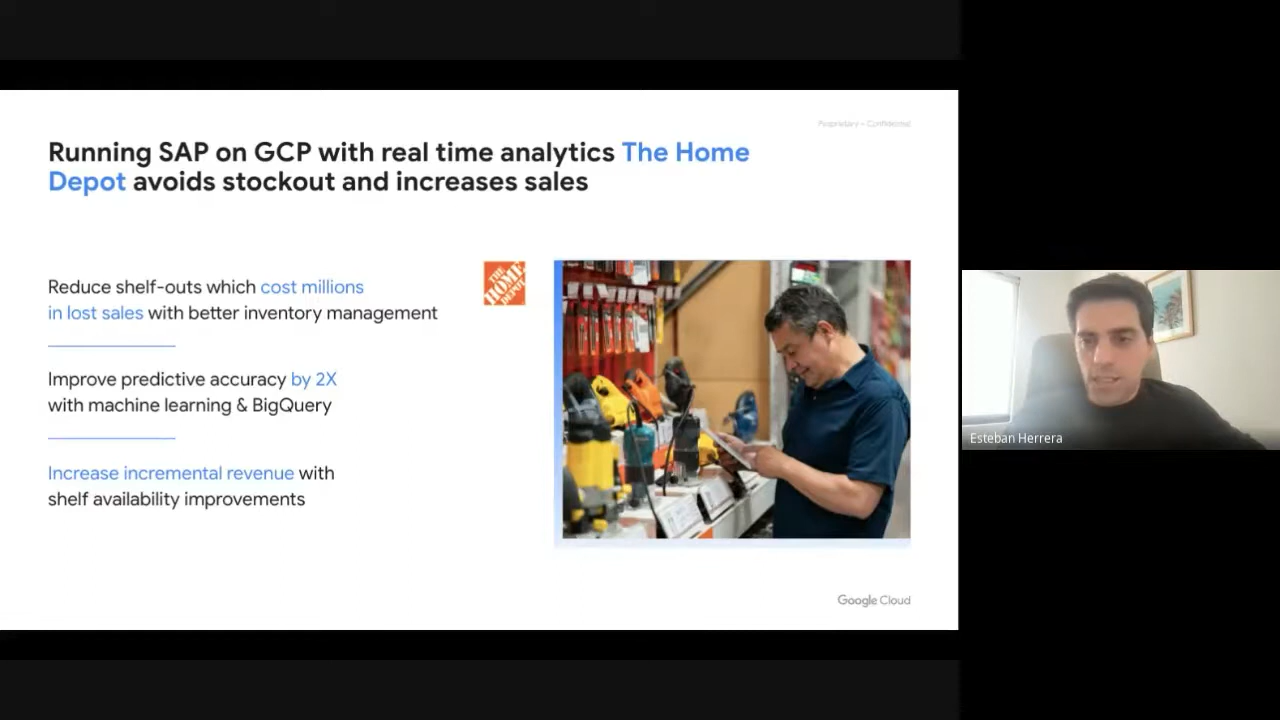 Proprietary + Confidential
Running SAP on GCP with real time analytics The Home
Depot avoids stockout and increases sales
Reduce shelf-outs which cost millions
in lost sales with better inventory management
THE
HOME
DEPOT
Improve predictive accuracy by 2X
with machine learning & BigQuery
Increase incremental revenue with
shelf availability improvements
Google Cloud
Esteban Herrera